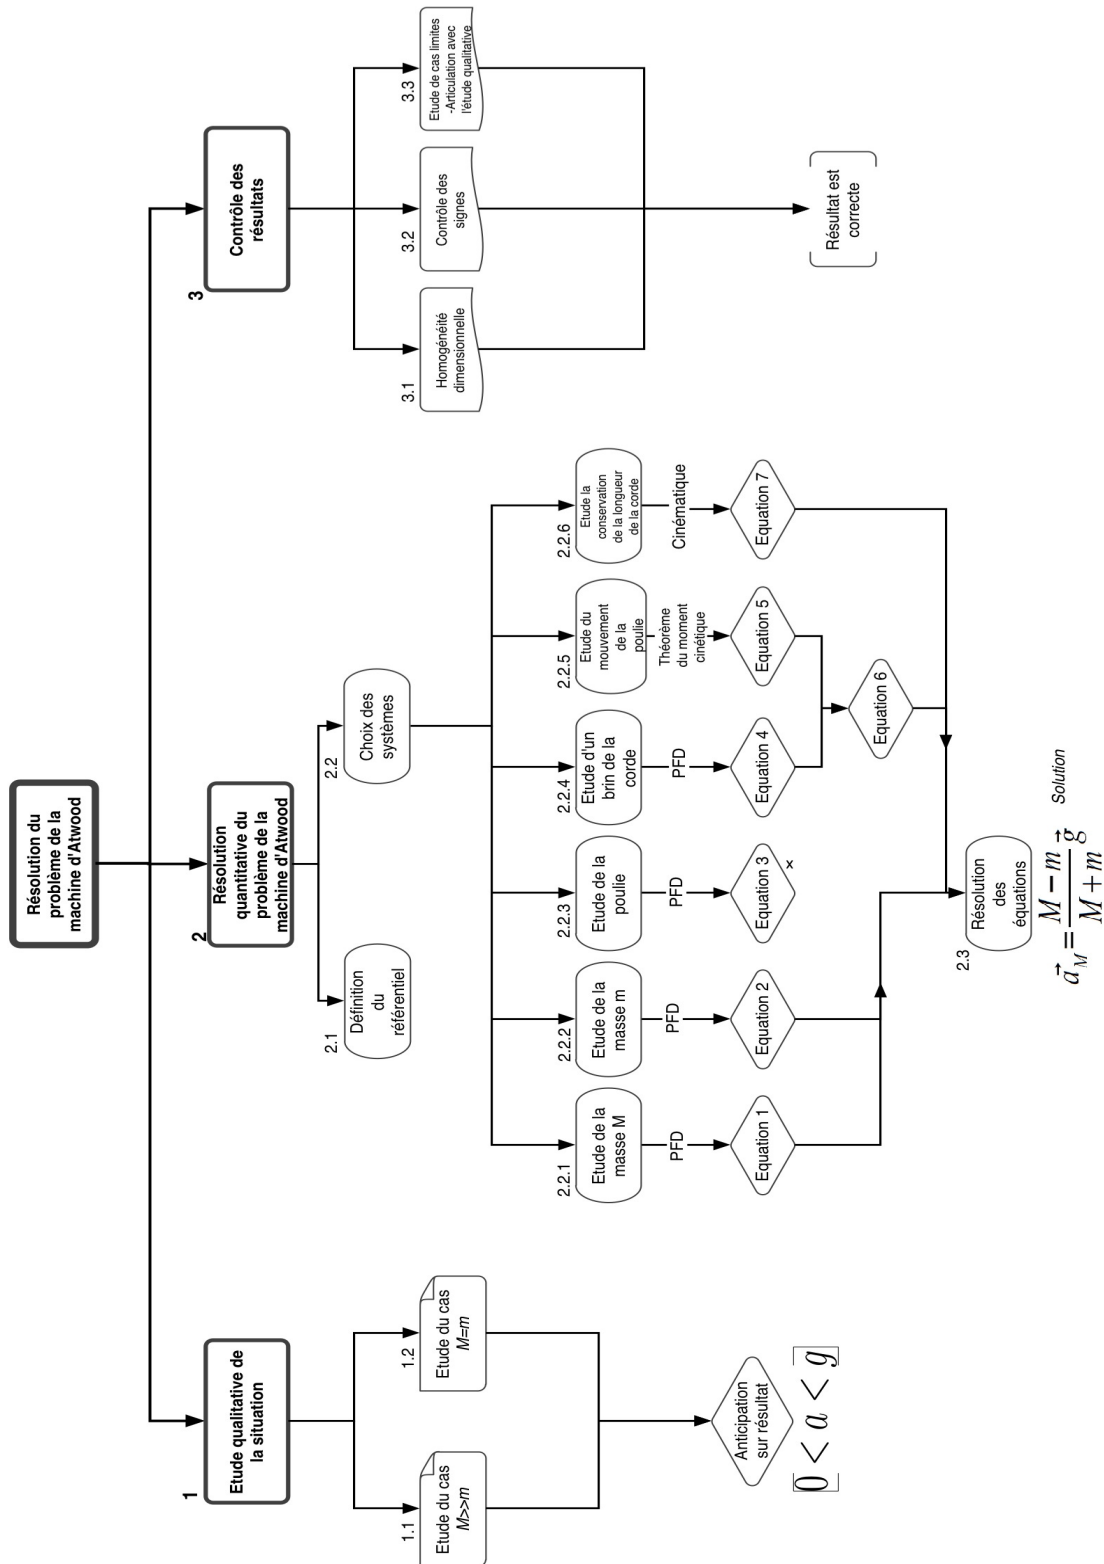 Résolution du
problème de la
machine d'Atwood
1
Etude qualitative de
la situation
1.1
Etude du cas
M>>m
1.2
Etude du cas
M=m
Anticipation
sur résultat
[0 < a < g]
2
Résolution
quantitative du
problème de la
machine d'Atwood
2.1
Définition
du
référentiel
2.2
Choix des
systèmes
2.2.1
Etude de la
masse M
PFD
Equation 1
2.2.2
Etude de la
masse m
PFD
Equation 2
2.2.3
Etude de la
poulie
PFD
Equation 3
x
2.2.4
Etude d'un
brin de la
corde
PFD
Equation 4
2.2.5
Etude du
mouvement
de la
poulie
Théorème
du moment
cinétique
Equation 5
Equation 6
2.2.6
Etude la
conservation
de la longueur
de la corde
Cinématique
Equation 7
2.3
Résolution
des
équations
Solution
a⃗_M = (M−m)/(M+m) g⃗
3
Contrôle des
résultats
3.1
Homogénéité
dimensionnelle
3.2
Contrôle des
signes
3.3
Etude de cas limites
-Articulation avec
l'étude qualitative
Résultat est
correcte